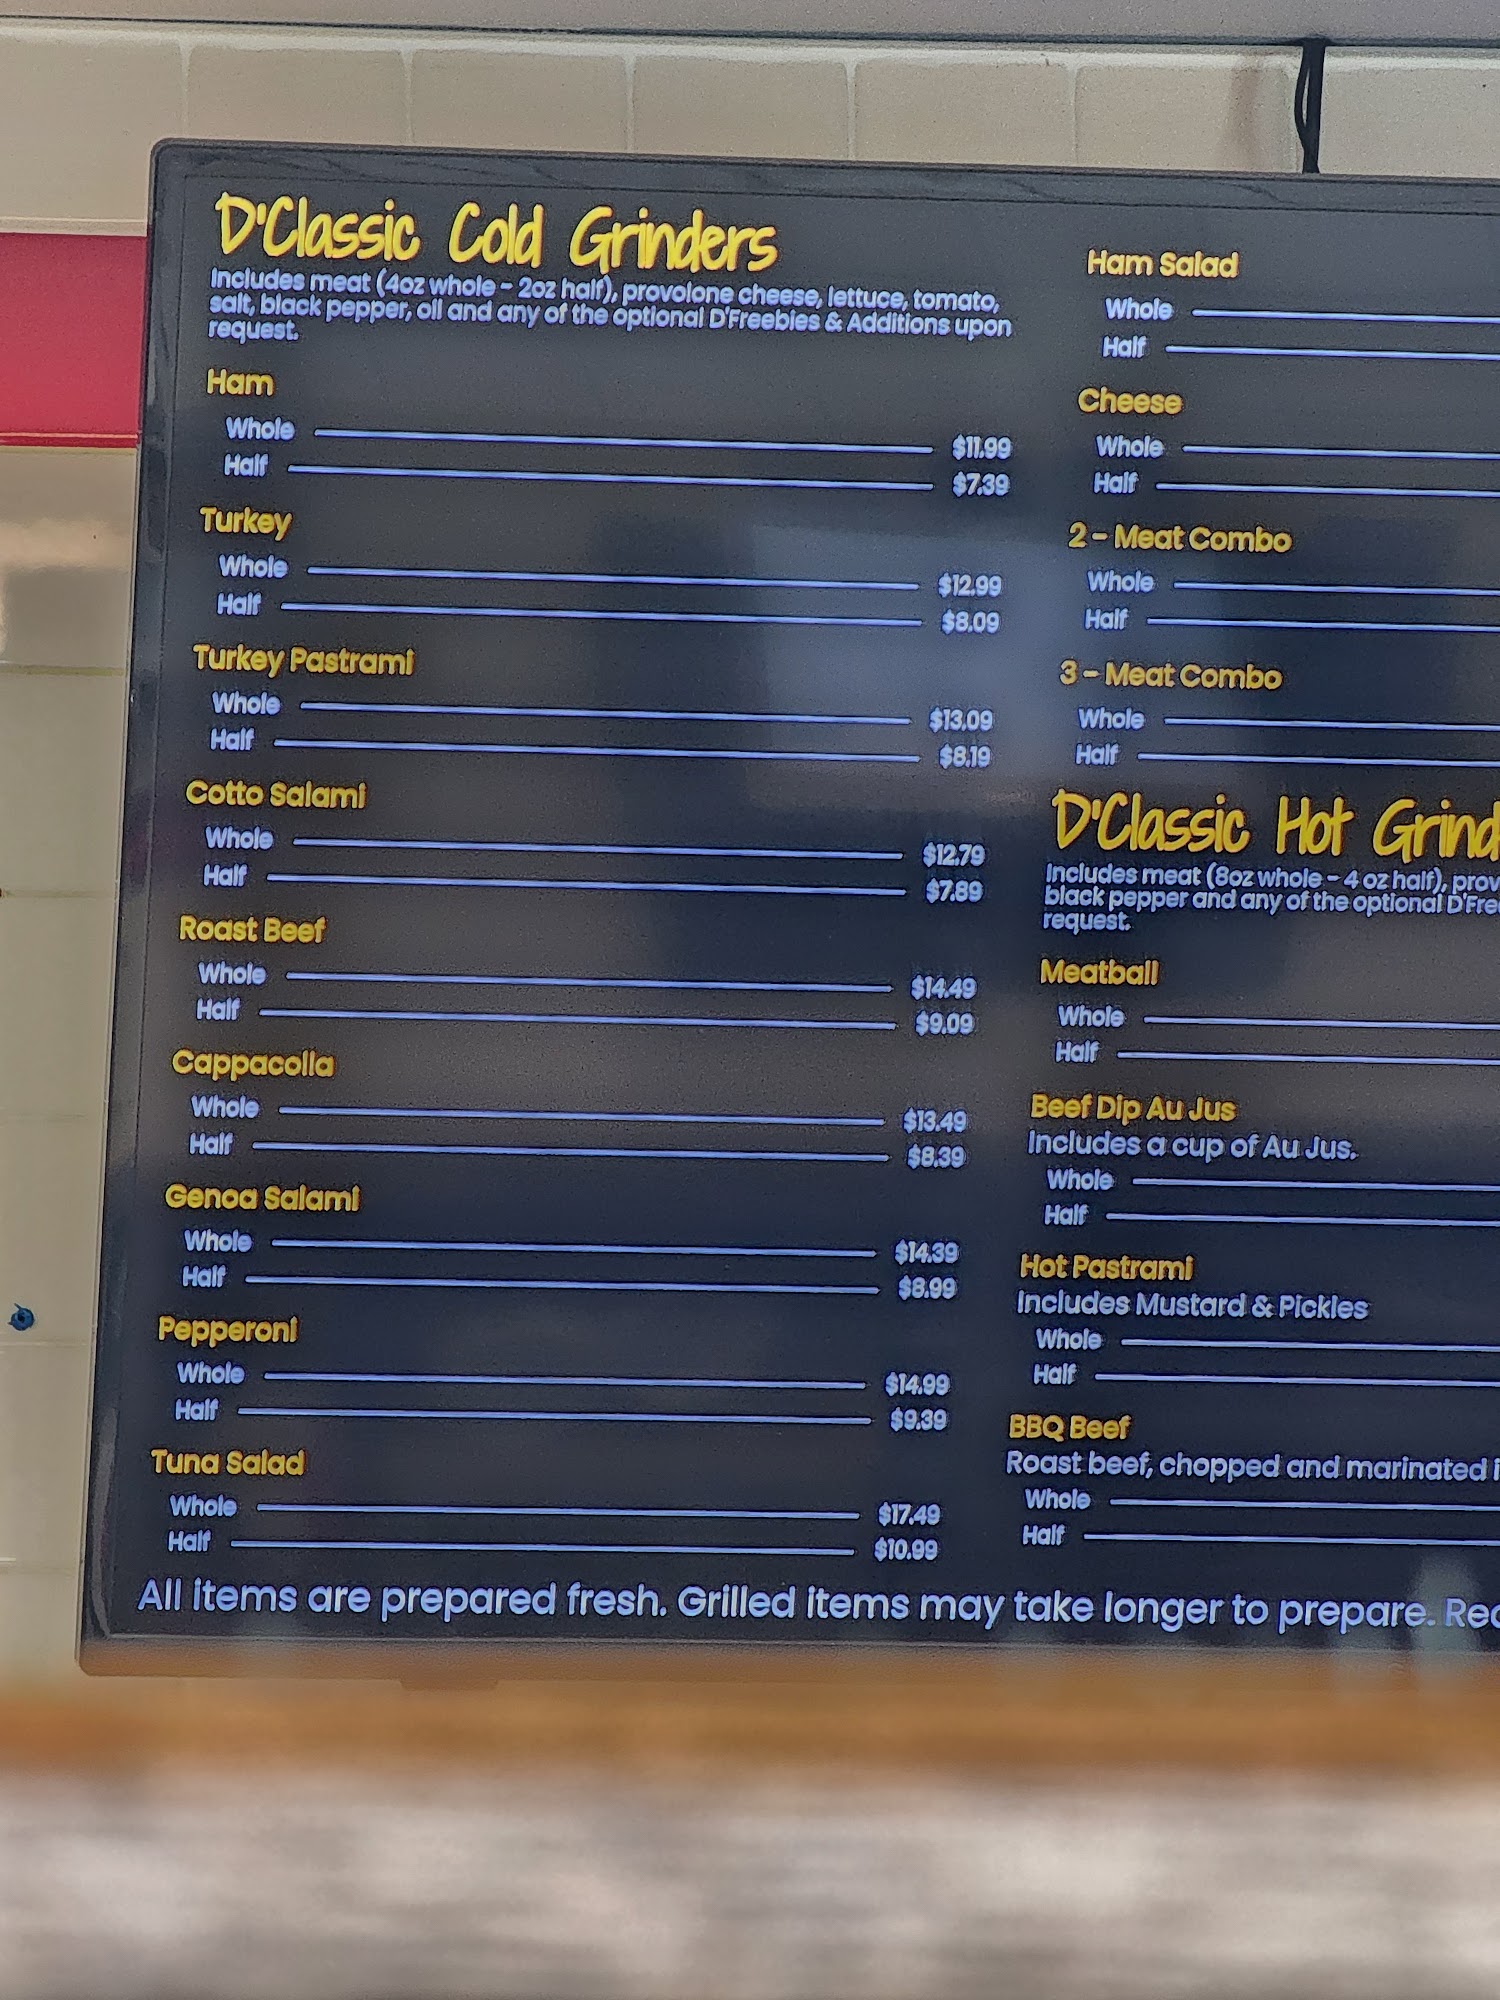 D'Classic Cold Grinders
Includes meat (4oz whole - 2oz half), provolone cheese, lettuce, tomato,
salt, black pepper, oil and any of the optional D'Freebies & Additions upon
request.
Ham
Whole $11.99
Half $7.39
Turkey
Whole $12.99
Half $8.09
Turkey Pastrami
Whole $13.09
Half $8.19
Cotto Salami
Whole $12.79
Half $7.89
Roast Beef
Whole $14.49
Half $9.09
Cappacolla
Whole $13.49
Half $8.39
Genoa Salami
Whole $14.39
Half $8.99
Pepperoni
Whole $14.99
Half $9.39
Tuna Salad
Whole $17.49
Half $10.99
Ham Salad
Whole
Half
Cheese
Whole
Half
2 - Meat Combo
Whole
Half
3 - Meat Combo
Whole
Half
D'Classic Hot Grind
Includes meat (8oz whole - 4 oz half), prov
black pepper and any of the optional D'Fre
request.
Meatball
Whole
Half
Beef Dip Au Jus
Includes a cup of Au Jus.
Whole
Half
Hot Pastrami
Includes Mustard & Pickles
Whole
Half
BBQ Beef
Roast beef, chopped and marinated i
Whole
Half
All items are prepared fresh. Grilled items may take longer to prepare.